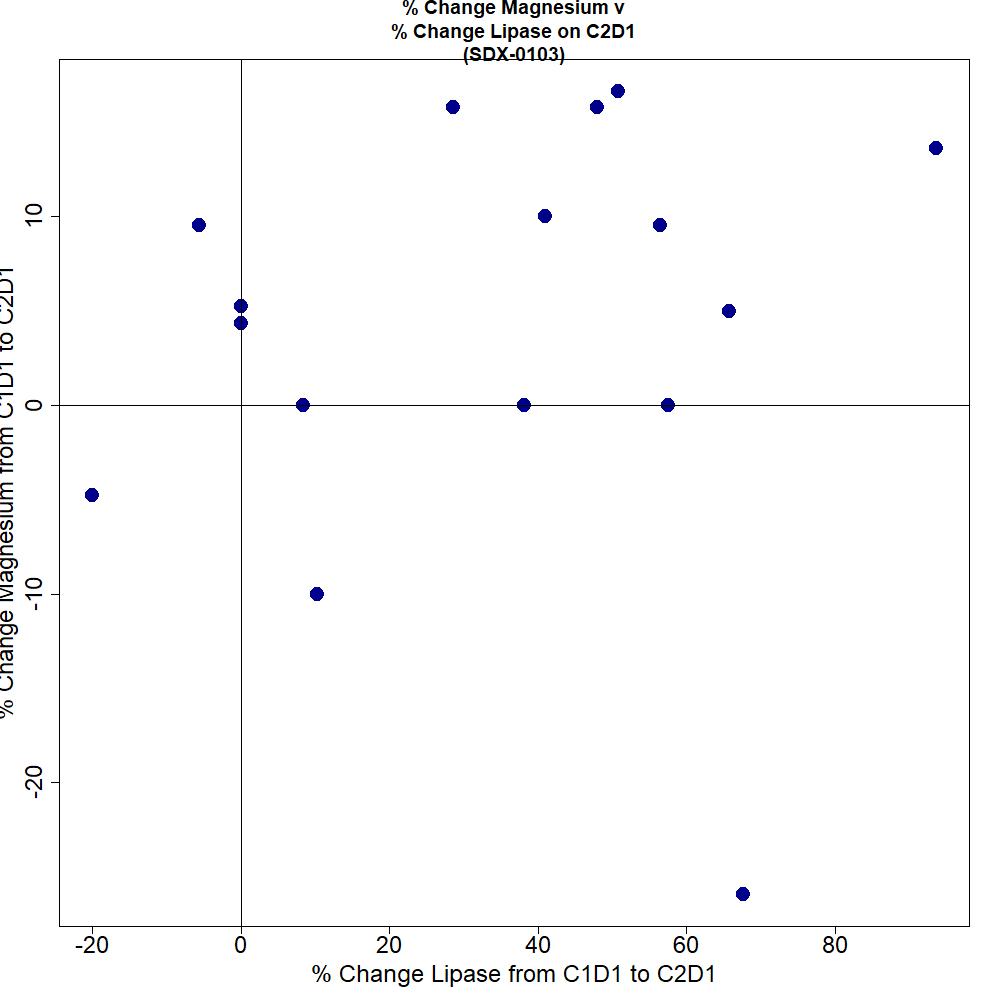 % Change Magnesium v
% Change Lipase on C2D1
(SDX-0103)
% Change Magnesium from C1D1 to C2D1
10
0
-10
-20
-20
0
20
40
60
80
% Change Lipase from C1D1 to C2D1